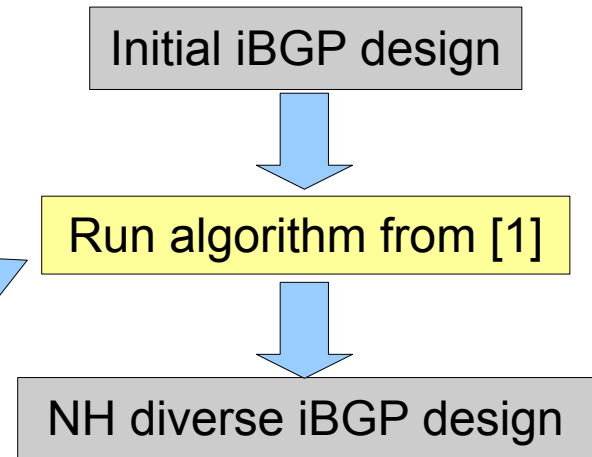 Initial iBGP design
Run algorithm from [1]
NH diverse iBGP design